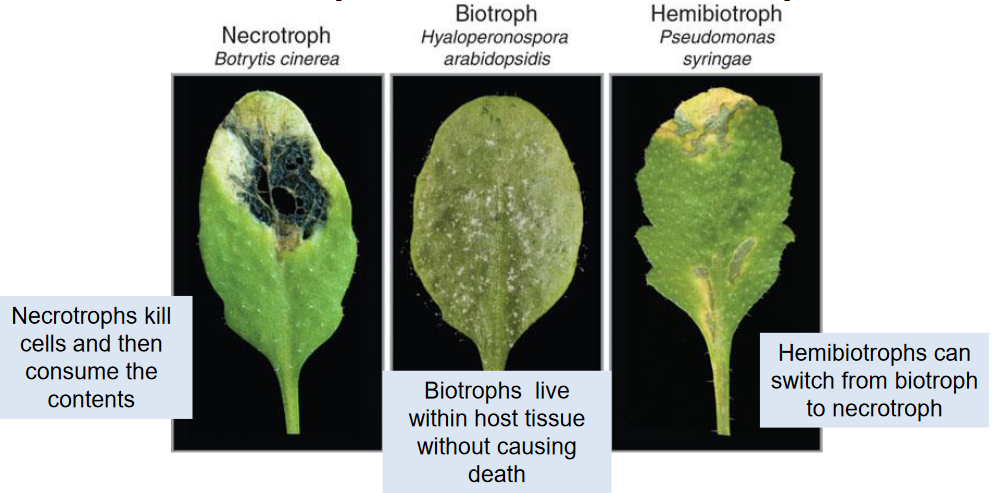 Necrotroph
Botrytis cinerea
Biotroph
Hyaloperonospora
arabidopsidis
Hemibiotroph
Pseudomonas
syringae
Necrotrophs kill
cells and then
consume the
contents
Biotrophs live
within host tissue
without causing
death
Hemibiotrophs can
switch from biotroph
to necrotroph